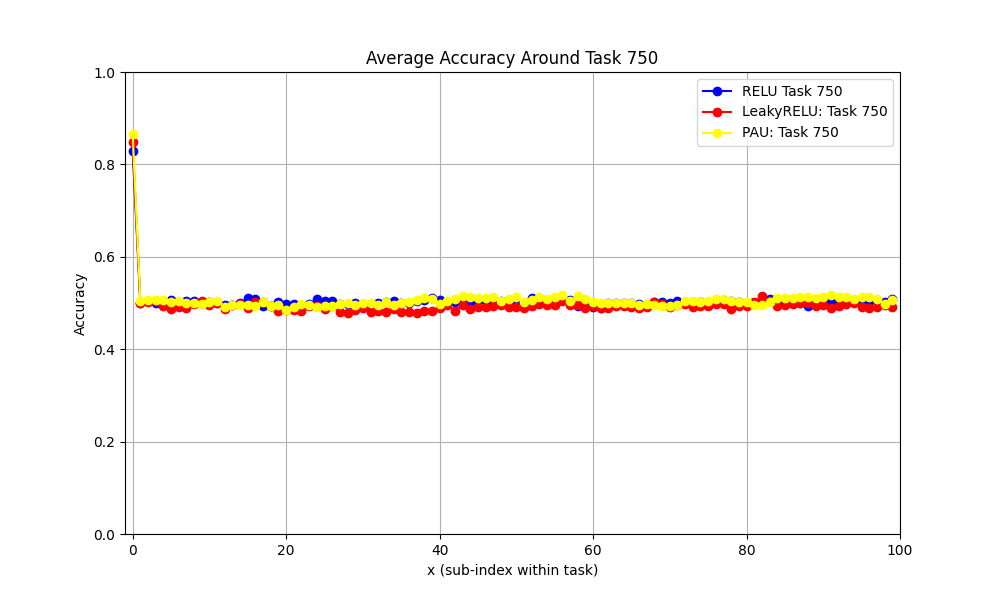 Average Accuracy Around Task 750
RELU Task 750
LeakyRELU: Task 750
PAU: Task 750
Accuracy
1.0
0.8
0.6
0.4
0.2
0.0
0 20 40 60 80 100
x (sub-index within task)